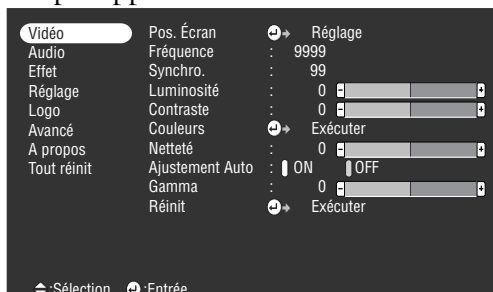 Vidéo Pos. Écran Réglage
Audio Fréquence : 9999
Effet Synchro. : 99
Réglage Luminosité : 0 - +
Logo Contraste : 0 - +
Avancé Couleurs Exécuter
A propos Netteté : 0 - +
Tout réinit Ajustement Auto : ON OFF
Gamma : 0 - +
Réinit Exécuter
:Sélection :Entrée